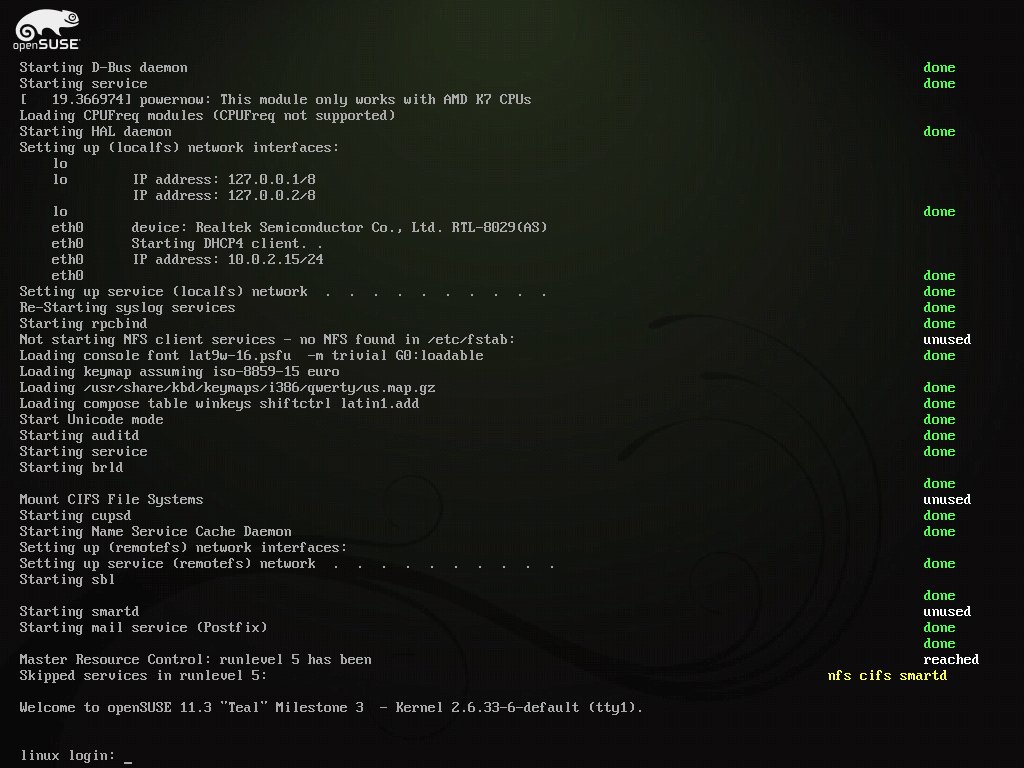 openSUSE
Starting D-Bus daemon done
Starting service done
[   19.366974] powernow: This module only works with AMD K7 CPUs
Loading CPUFreq modules (CPUFreq not supported)
Starting HAL daemon done
Setting up (localfs) network interfaces:
    lo
    lo        IP address: 127.0.0.1/8
              IP address: 127.0.0.2/8
    lo done
    eth0      device: Realtek Semiconductor Co., Ltd. RTL-8029(AS)
    eth0      Starting DHCP4 client. .
    eth0      IP address: 10.0.2.15/24
    eth0 done
Setting up service (localfs) network  .  .  .  .  .  .  .  .  .  . done
Re-Starting syslog services done
Starting rpcbind done
Not starting NFS client services - no NFS found in /etc/fstab: unused
Loading console font lat9w-16.psfu  -m trivial G0:loadable done
Loading keymap assuming iso-8859-15 euro
Loading /usr/share/kbd/keymaps/i386/qwerty/us.map.gz done
Loading compose table winkeys shiftctrl latin1.add done
Start Unicode mode done
Starting auditd done
Starting service done
Starting brld
done
Mount CIFS File Systems unused
Starting cupsd done
Starting Name Service Cache Daemon done
Setting up (remotefs) network interfaces:
Setting up service (remotefs) network  .  .  .  .  .  .  .  .  .  . done
Starting sbl
done
Starting smartd unused
Starting mail service (Postfix) done
done
Master Resource Control: runlevel 5 has been reached
Skipped services in runlevel 5: nfs cifs smartd
Welcome to openSUSE 11.3 "Teal" Milestone 3  - Kernel 2.6.33-6-default (tty1).
linux login: _